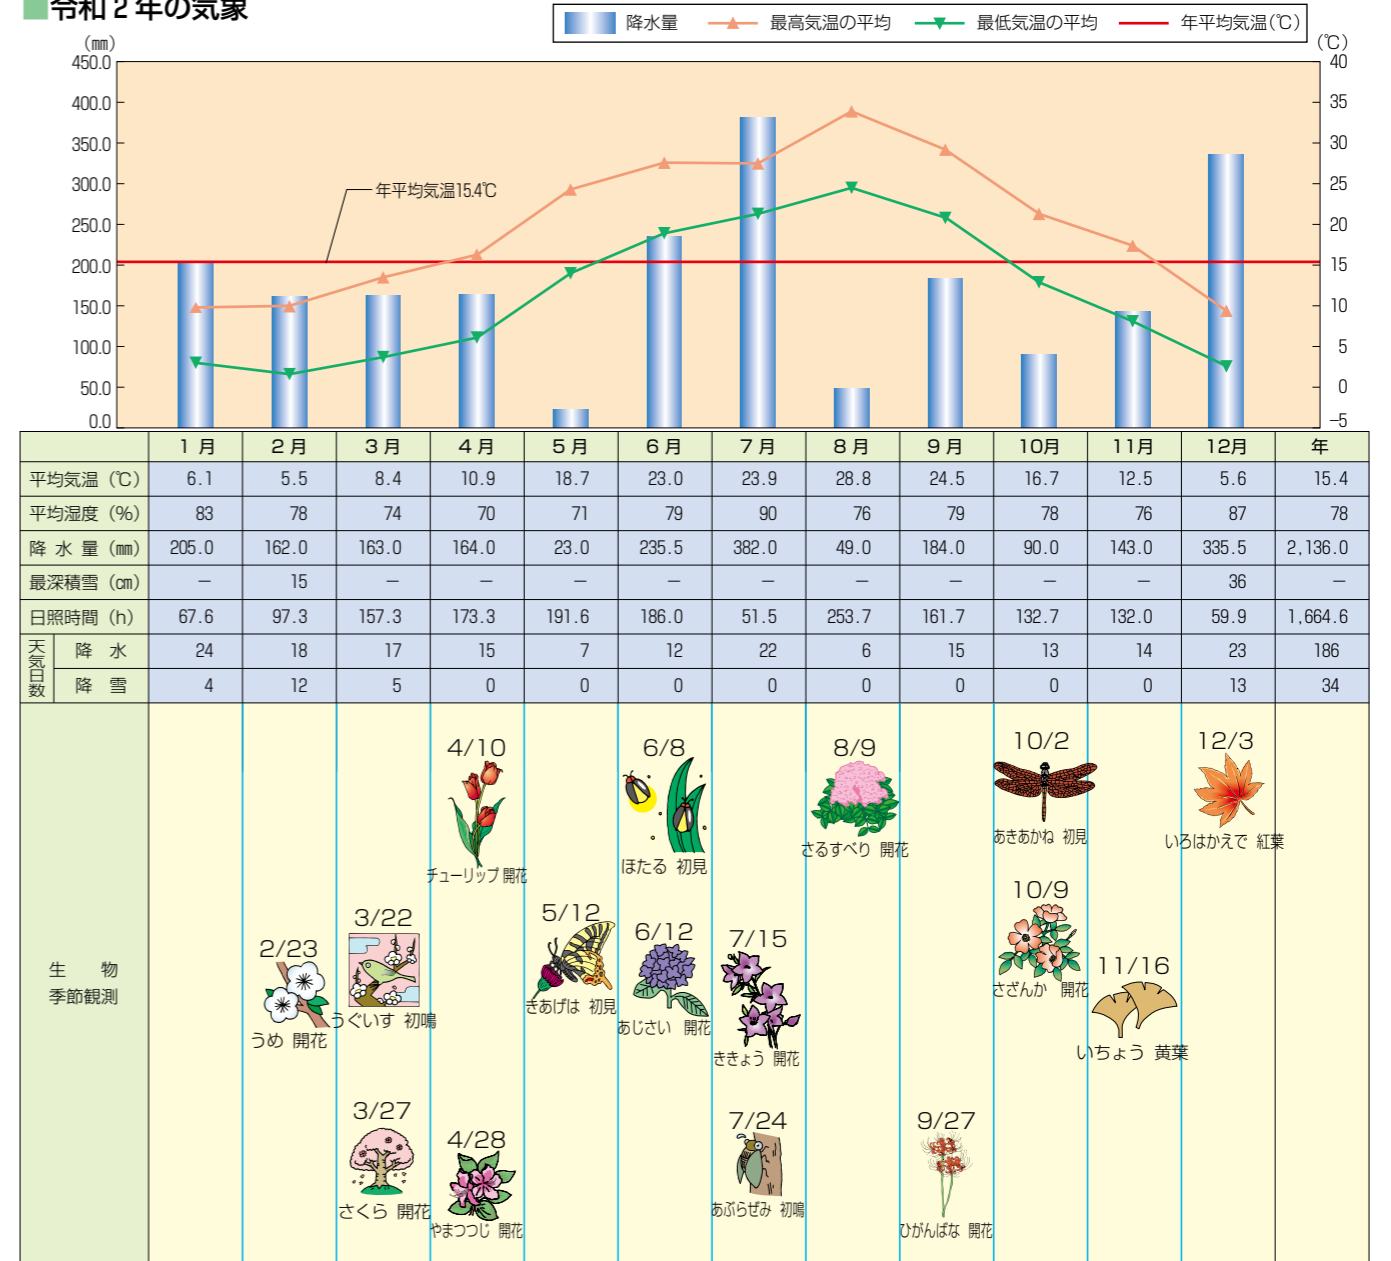 ■令和２年の気象
降水量 最高気温の平均 最低気温の平均 年平均気温(℃)
(㎜) (℃)
450.0 40
400.0 35
350.0 30
300.0 25
250.0 20
200.0 15
150.0 10
100.0 5
50.0 0
0.0 −5
年平均気温15.4℃
１月 ２月 ３月 ４月 ５月 ６月 ７月 ８月 ９月 10月 11月 12月 年
平均気温（℃） 6.1 5.5 8.4 10.9 18.7 23.0 23.9 28.8 24.5 16.7 12.5 5.6 15.4
平均湿度（%） 83 78 74 70 71 79 90 76 79 78 76 87 78
降水量（㎜） 205.0 162.0 163.0 164.0 23.0 235.5 382.0 49.0 184.0 90.0 143.0 335.5 2,136.0
最深積雪（㎝） − 15 − − − − − − − − − 36 −
日照時間（h） 67.6 97.3 157.3 173.3 191.6 186.0 51.5 253.7 161.7 132.7 132.0 59.9 1,664.6
天気日数
降水 24 18 17 15 7 12 22 6 15 13 14 23 186
降雪 4 12 5 0 0 0 0 0 0 0 0 13 34
生物
季節観測
2/23
うめ 開花
3/22
うぐいす 初鳴
3/27
さくら 開花
4/10
チューリップ 開花
4/28
やまつつじ 開花
5/12
きあげは 初見
6/8
ほたる 初見
6/12
あじさい 開花
7/15
ききょう 開花
7/24
あぶらぜみ 初鳴
8/9
さるすべり 開花
9/27
ひがんばな 開花
10/2
あきあかね 初見
10/9
さざんか 開花
11/16
いちょう 黄葉
12/3
いろはかえで 紅葉